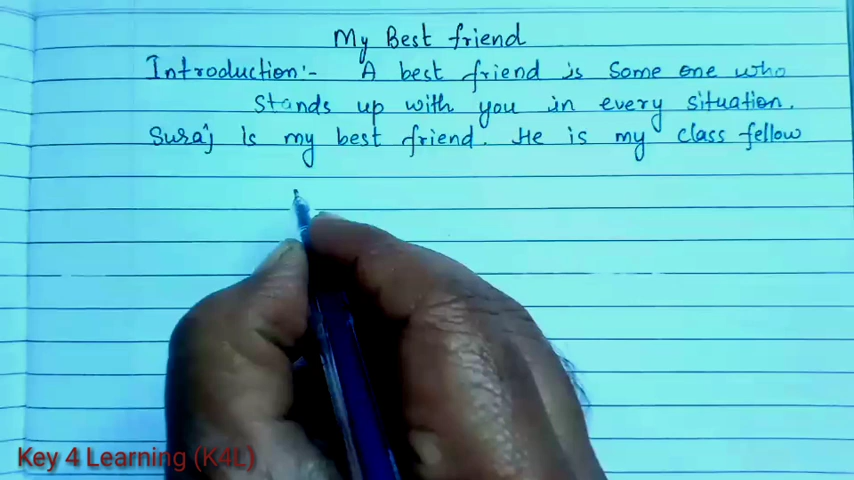 My Best friend
Introduction:- A best friend is Some one who
Stands up with you in every situation.
Suraj is my best friend. He is my class fellow
Key 4 Learning (K4L)